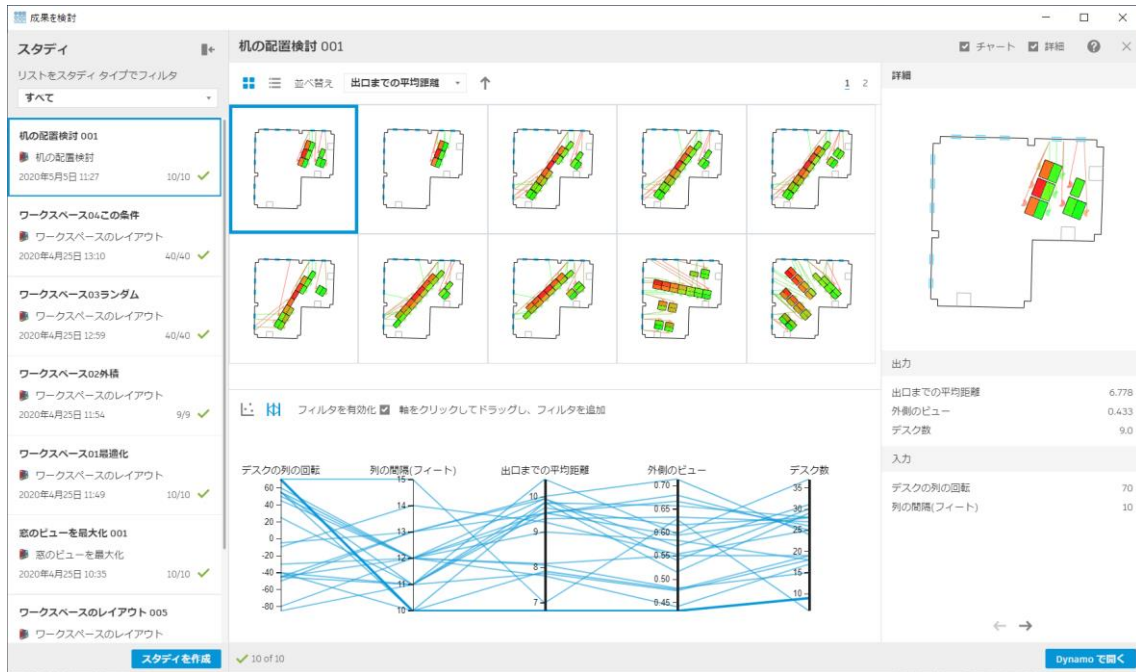 成果を検討
スタディ
リストをスタディ タイプでフィルタ
すべて
机の配置検討 001
机の配置検討
2020年5月5日 11:27 10/10
ワークスペース04この条件
ワークスペースのレイアウト
2020年4月25日 13:10 40/40
ワークスペース03ランダム
ワークスペースのレイアウト
2020年4月25日 12:59 40/40
ワークスペース02外積
ワークスペースのレイアウト
2020年4月25日 11:54 9/9
ワークスペース01最適化
ワークスペースのレイアウト
2020年4月25日 11:49 10/10
窓のビューを最大化 001
窓のビューを最大化
2020年4月25日 10:35 10/10
ワークスペースのレイアウト 005
ワークスペースのレイアウト
スタディを作成
机の配置検討 001
チャート 詳細
並べ替え 出口までの平均距離 1 2
フィルタを有効化 軸をクリックしてドラッグし、フィルタを追加
デスクの列の回転 列の間隔(フィート) 出口までの平均距離 外側のビュー デスク数
60
40
20
0
-20
-40
-60
-80
15
14
13
12
11
10
10
9
8
7
0.70
0.65
0.60
0.55
0.50
0.45
35
30
25
20
15
10
10 of 10
詳細
出力
出口までの平均距離 6.778
外側のビュー 0.433
デスク数 9.0
入力
デスクの列の回転 70
列の間隔(フィート) 10
Dynamo で開く